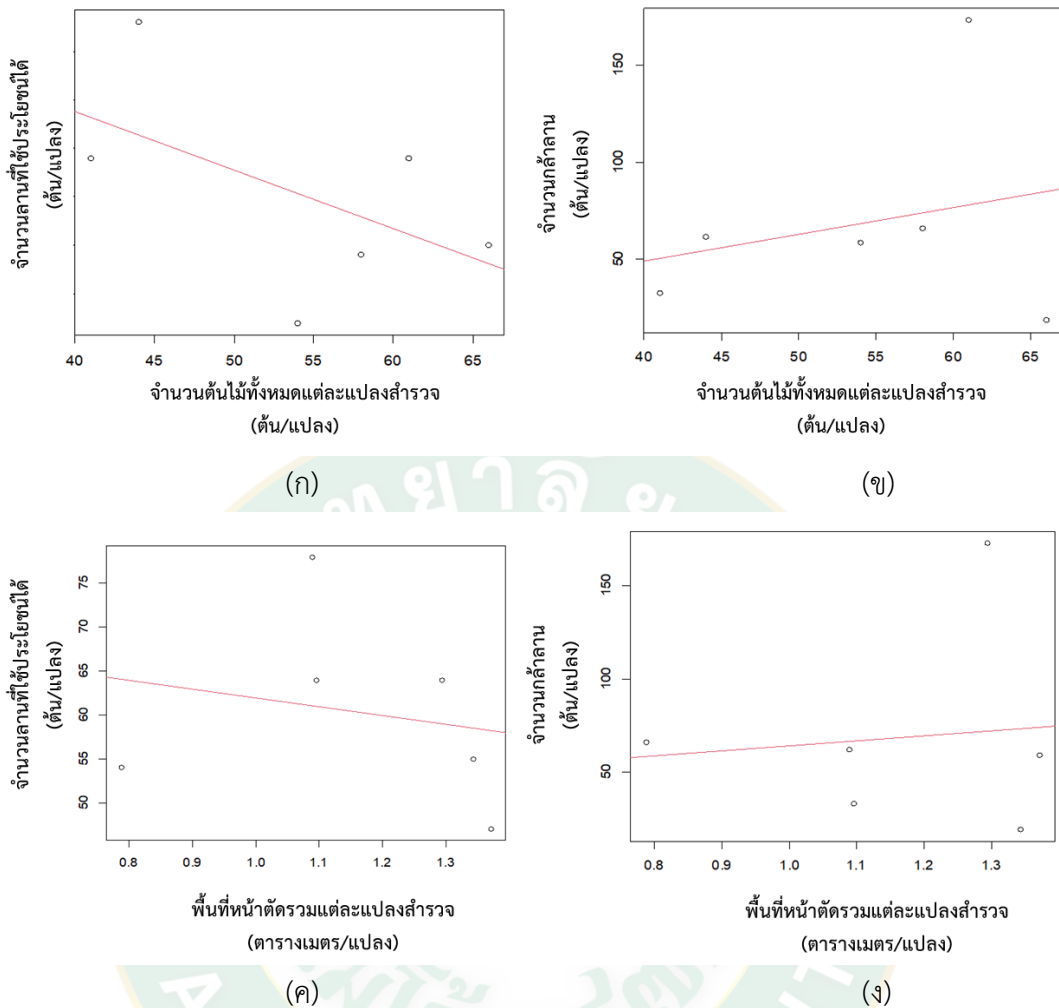 จำนวนลานที่ใช้ประโยชน์ได้
(ต้น/แปลง)
40 45 50 55 60 65
จำนวนต้นไม้ทั้งหมดแต่ละแปลงสำรวจ
(ต้น/แปลง)
(ก)
จำนวนกล้าลาน
(ต้น/แปลง)
150
100
50
40 45 50 55 60 65
จำนวนต้นไม้ทั้งหมดแต่ละแปลงสำรวจ
(ต้น/แปลง)
(ข)
จำนวนลานที่ใช้ประโยชน์ได้
(ต้น/แปลง)
75
70
65
60
55
50
0.8 0.9 1.0 1.1 1.2 1.3
พื้นที่หน้าตัดรวมแต่ละแปลงสำรวจ
(ตารางเมตร/แปลง)
(ค)
จำนวนกล้าลาน
(ต้น/แปลง)
150
100
50
0.8 0.9 1.0 1.1 1.2 1.3
พื้นที่หน้าตัดรวมแต่ละแปลงสำรวจ
(ตารางเมตร/แปลง)
(ง)